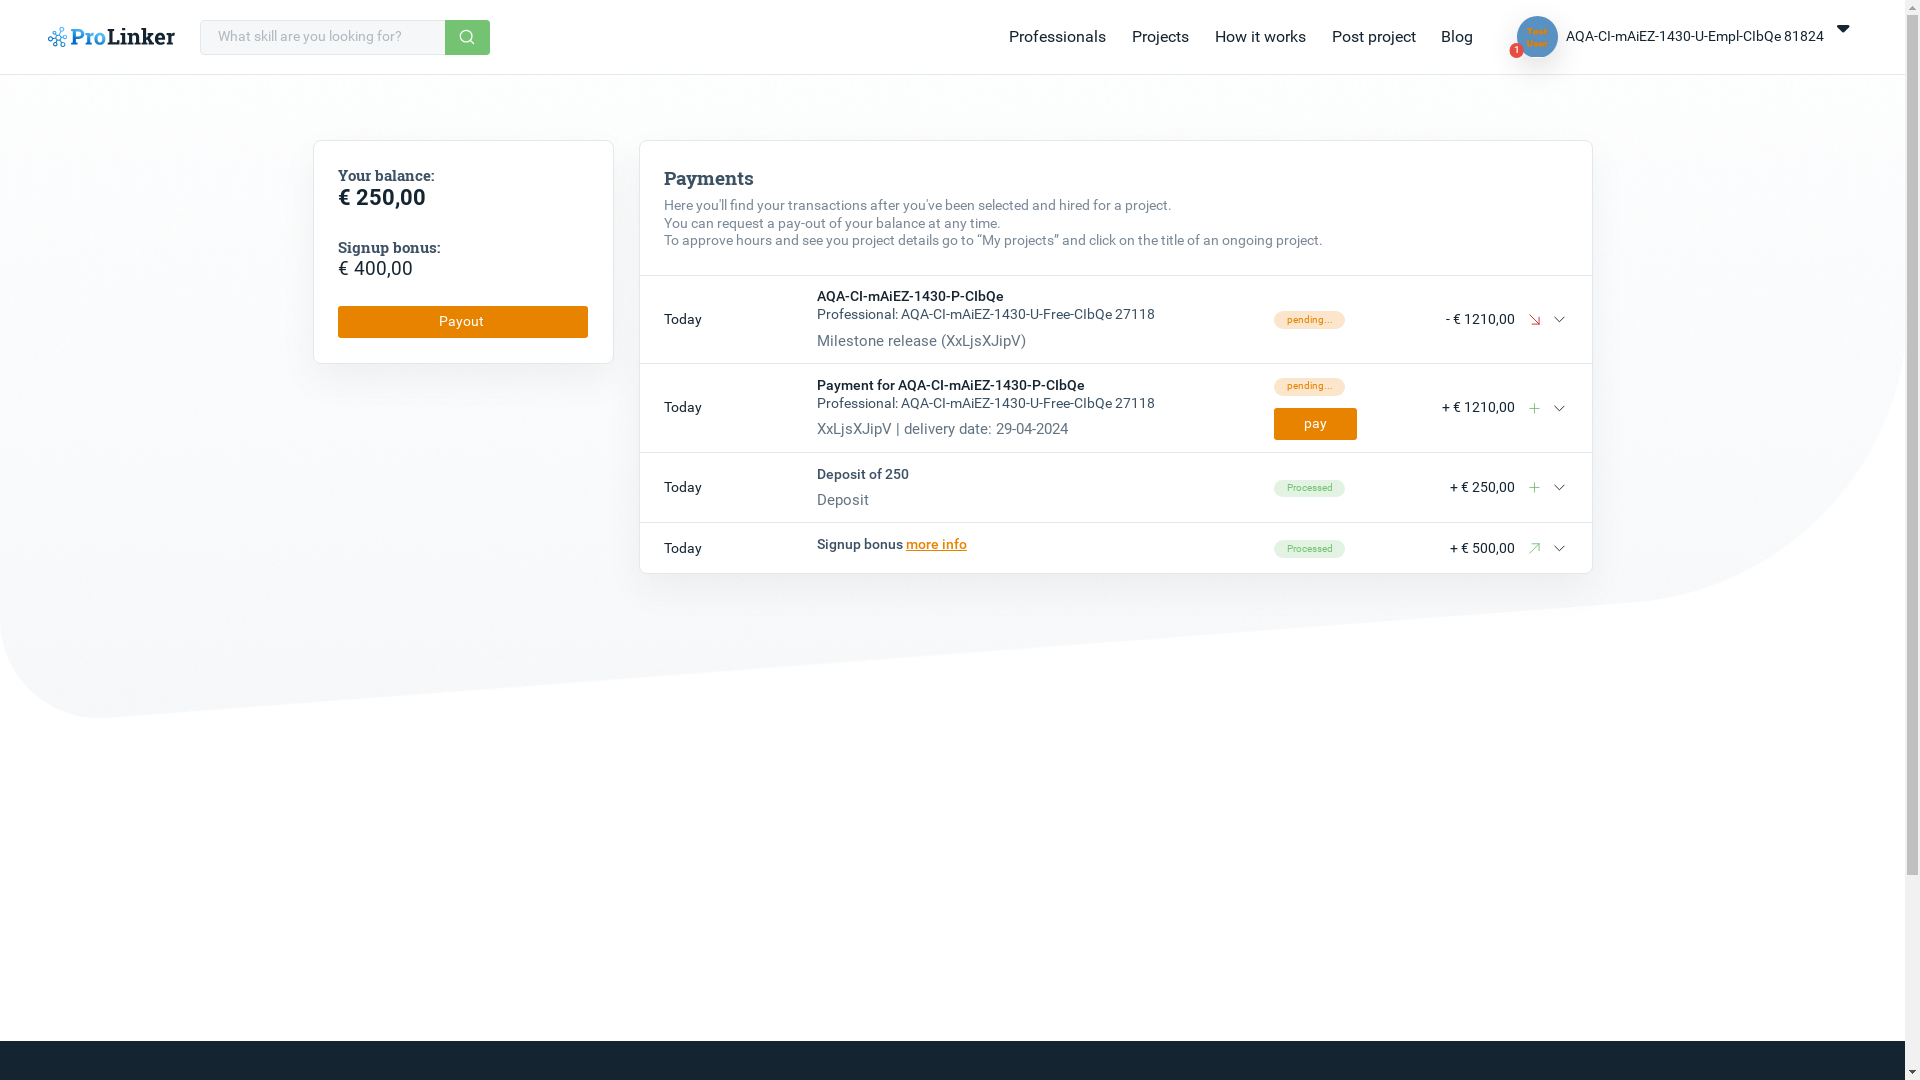 ProLinker
What skill are you looking for?
Professionals
Projects
How it works
Post project
Blog
Test
User
1
AQA-CI-mAiEZ-1430-U-Empl-CIbQe 81824
Your balance:
€ 250,00
Signup bonus:
€ 400,00
Payout
Payments
Here you'll find your transactions after you've been selected and hired for a project.
You can request a pay-out of your balance at any time.
To approve hours and see you project details go to “My projects” and click on the title of an ongoing project.
Today
AQA-CI-mAiEZ-1430-P-CIbQe
Professional: AQA-CI-mAiEZ-1430-U-Free-CIbQe 27118
Milestone release (XxLjsXJipV)
pending...
- € 1210,00
Today
Payment for AQA-CI-mAiEZ-1430-P-CIbQe
Professional: AQA-CI-mAiEZ-1430-U-Free-CIbQe 27118
XxLjsXJipV | delivery date: 29-04-2024
pending...
pay
+ € 1210,00
Today
Deposit of 250
Deposit
Processed
+ € 250,00
Today
Signup bonus more info
Processed
+ € 500,00